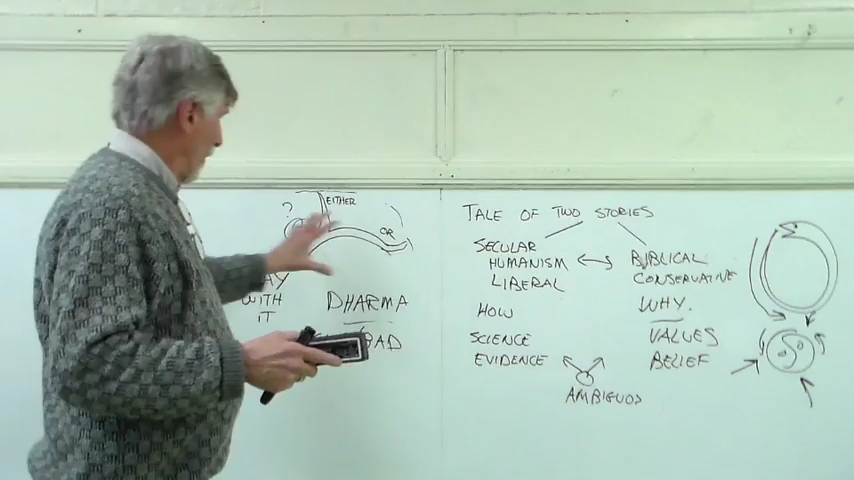 ?
EITHER
OR
WITH
IT
DHARMA
TALE OF TWO STORIES
SECULAR
HUMANISM
LIBERAL
BIBLICAL
CONSERVATIVE
HOW
WHY.
SCIENCE
EVIDENCE
VALUES
BELIEF
AMBIGUOS